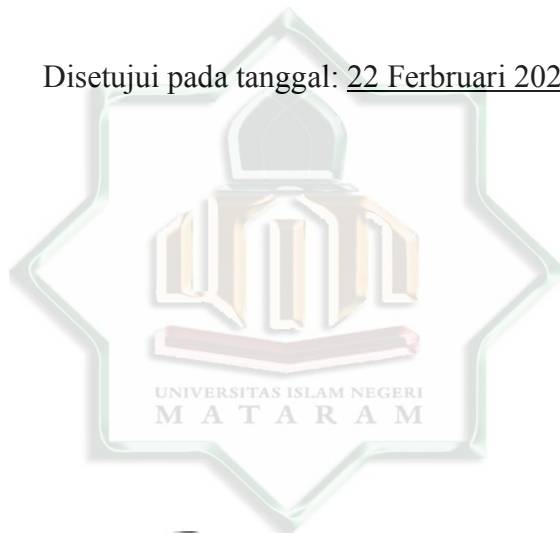 Disetujui pada tanggal: 22 Ferbruari 202
UNIVERSITAS ISLAM NEGERI
M A T A R A M